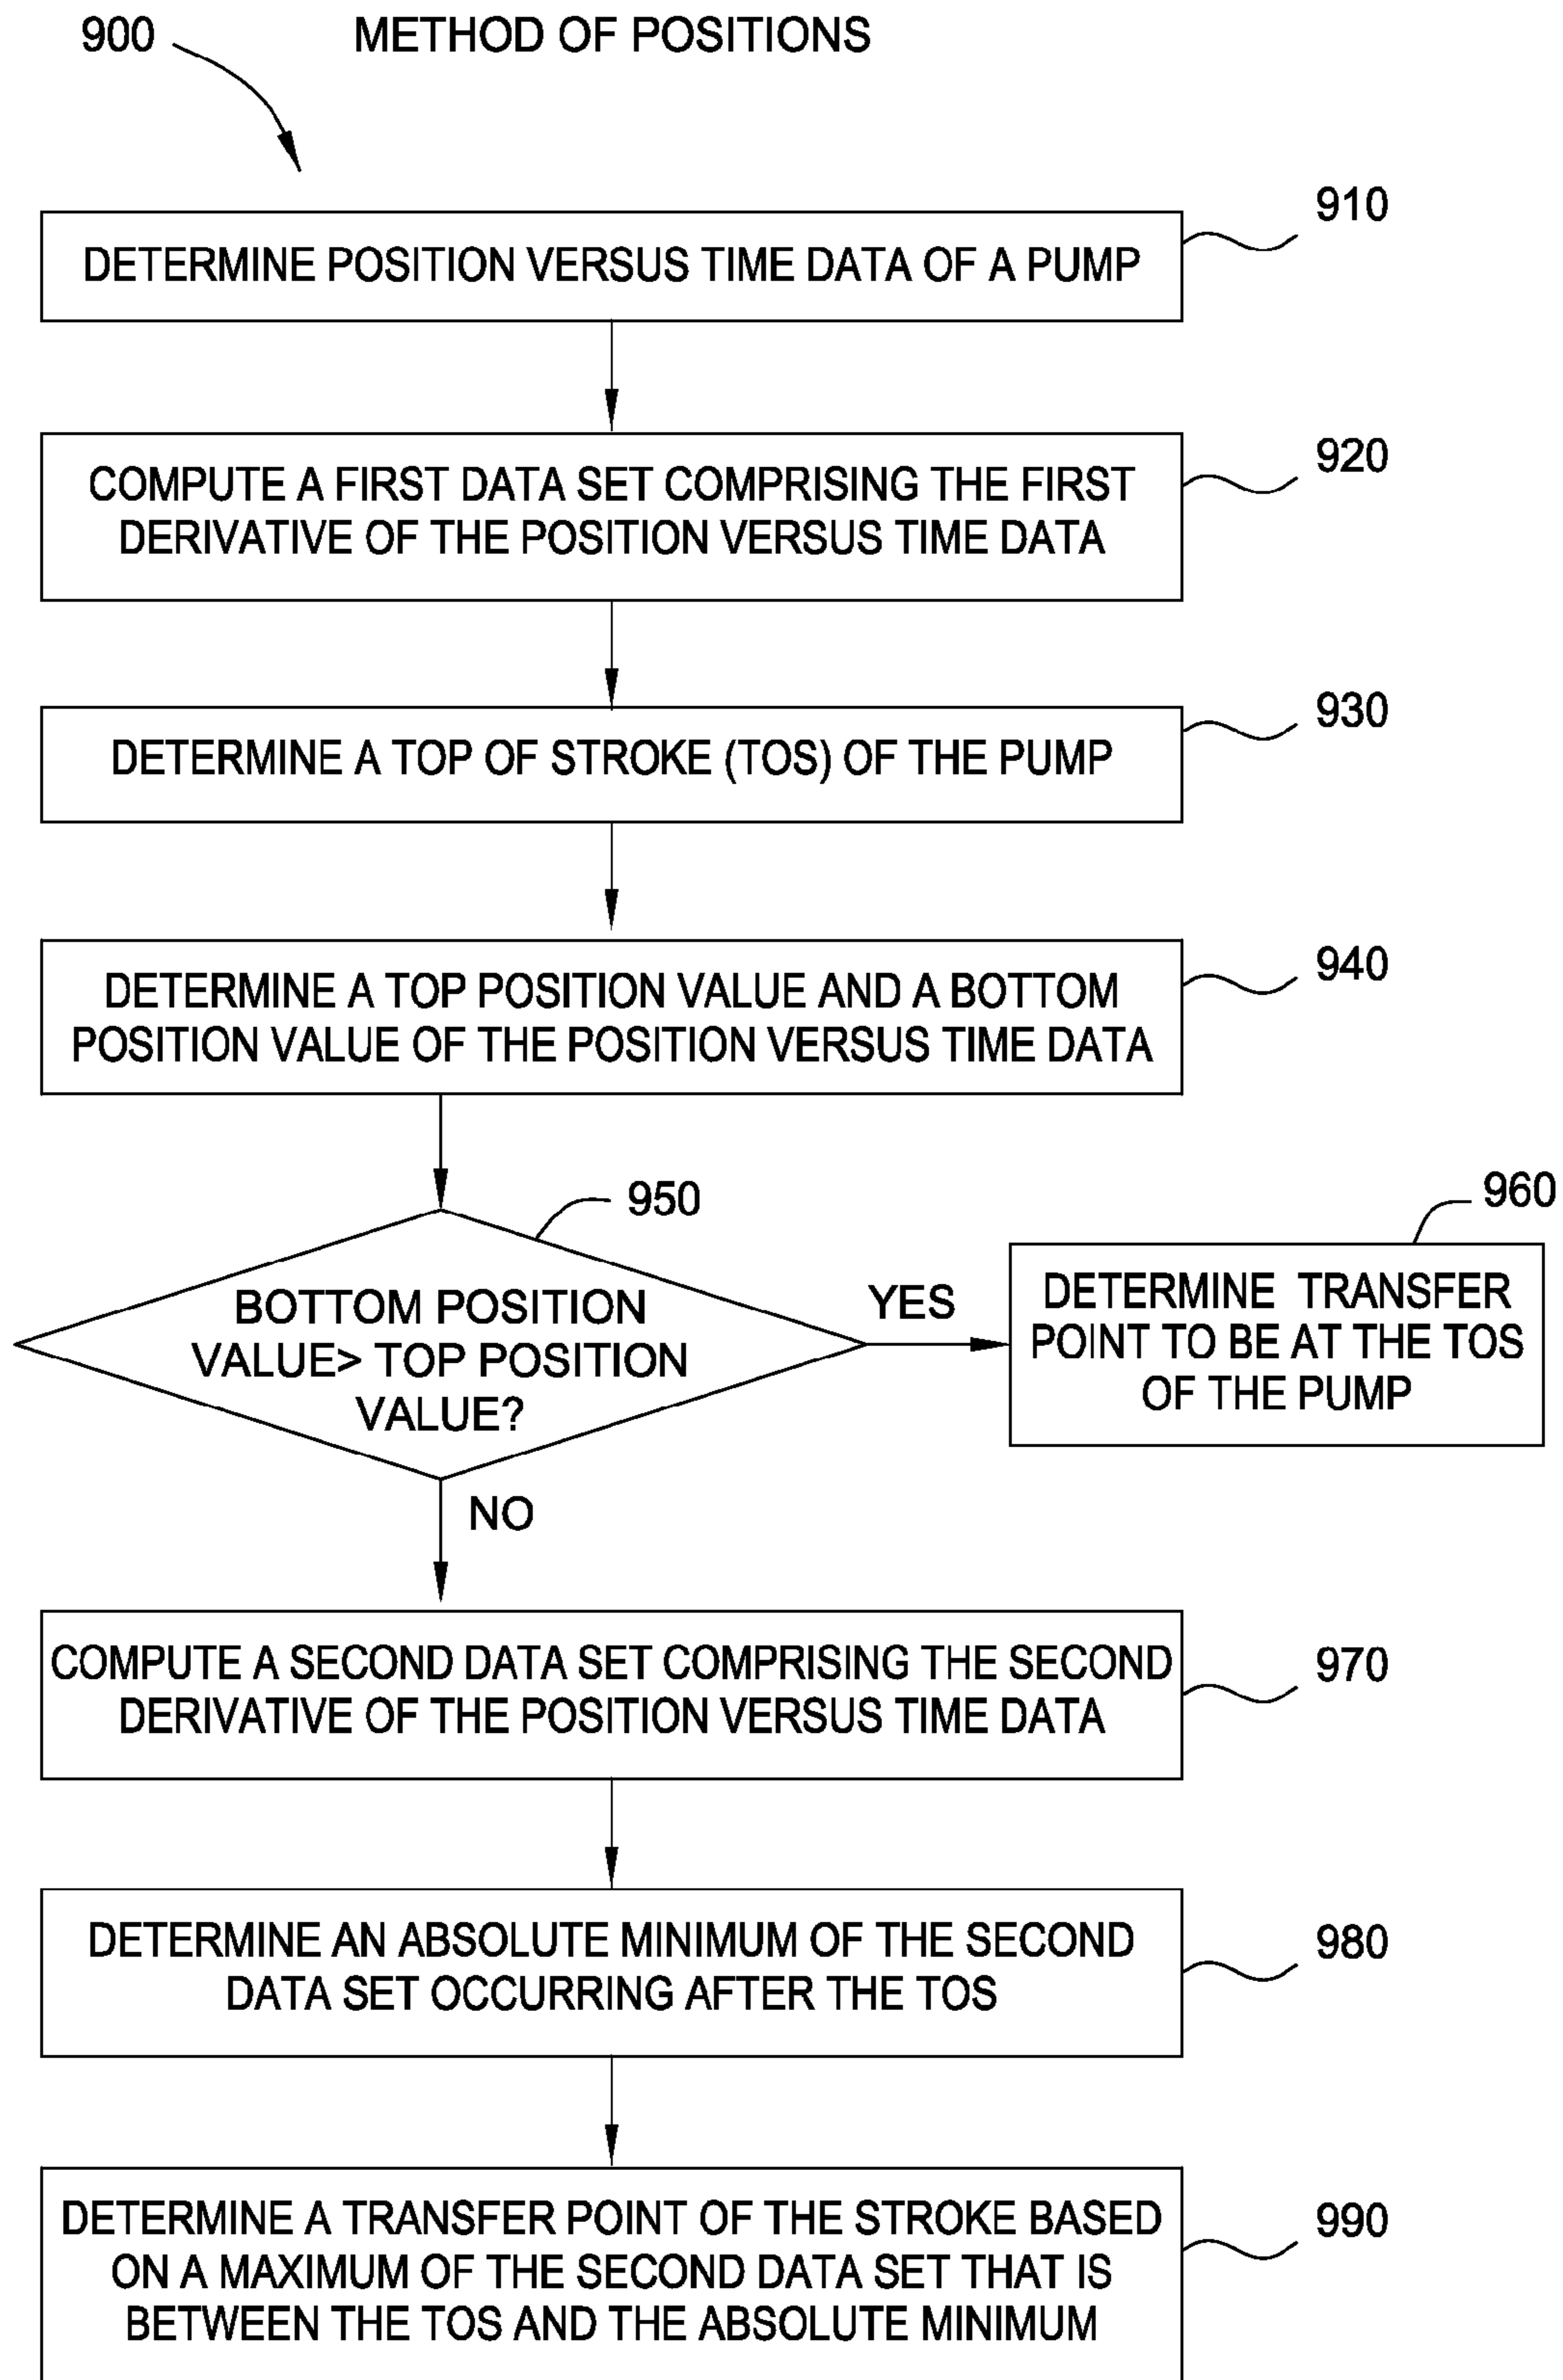 900
METHOD OF POSITIONS
910
DETERMINE POSITION VERSUS TIME DATA OF A PUMP
920
COMPUTE A FIRST DATA SET COMPRISING THE FIRST
DERIVATIVE OF THE POSITION VERSUS TIME DATA
930
DETERMINE A TOP OF STROKE (TOS) OF THE PUMP
940
DETERMINE A TOP POSITION VALUE AND A BOTTOM
POSITION VALUE OF THE POSITION VERSUS TIME DATA
950
BOTTOM POSITION
VALUE> TOP POSITION
VALUE?
YES
960
DETERMINE TRANSFER
POINT TO BE AT THE TOS
OF THE PUMP
NO
970
COMPUTE A SECOND DATA SET COMPRISING THE SECOND
DERIVATIVE OF THE POSITION VERSUS TIME DATA
980
DETERMINE AN ABSOLUTE MINIMUM OF THE SECOND
DATA SET OCCURRING AFTER THE TOS
990
DETERMINE A TRANSFER POINT OF THE STROKE BASED
ON A MAXIMUM OF THE SECOND DATA SET THAT IS
BETWEEN THE TOS AND THE ABSOLUTE MINIMUM